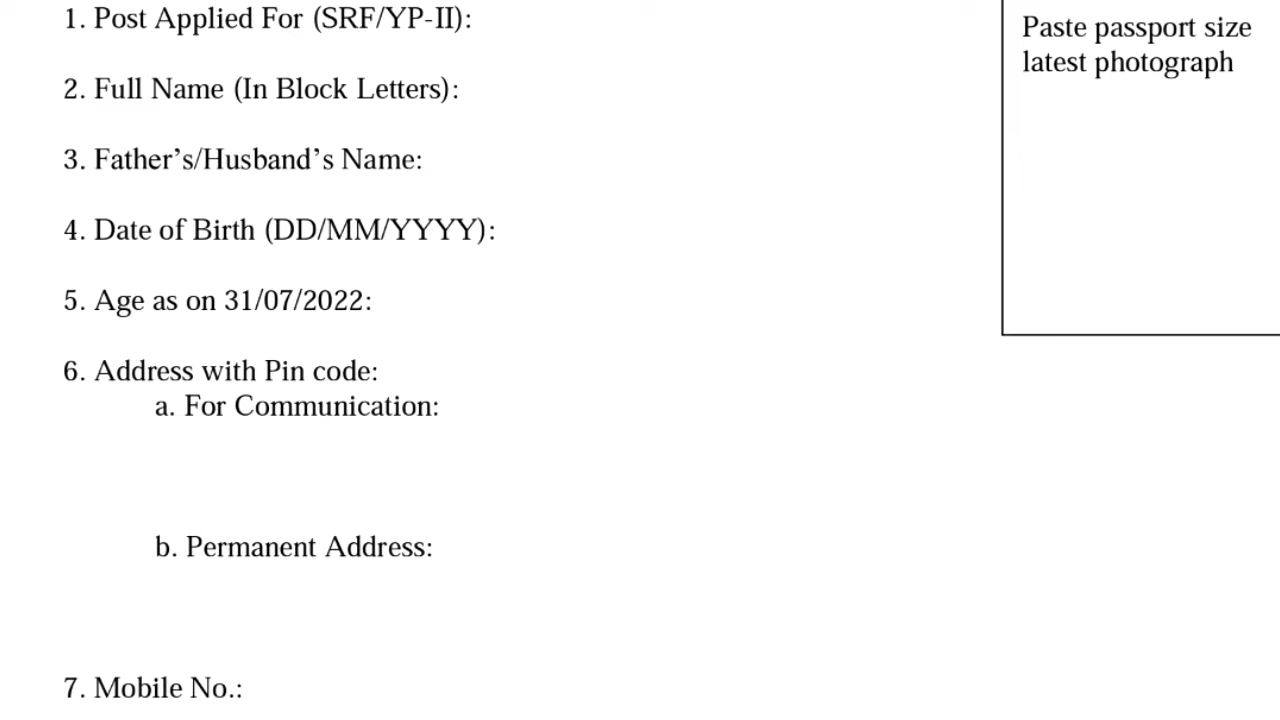 1. Post Applied For (SRF/YP-II):
Paste passport size
latest photograph
2. Full Name (In Block Letters):
3. Father’s/Husband’s Name:
4. Date of Birth (DD/MM/YYYY):
5. Age as on 31/07/2022:
6. Address with Pin code:
a. For Communication:
b. Permanent Address:
7. Mobile No.: